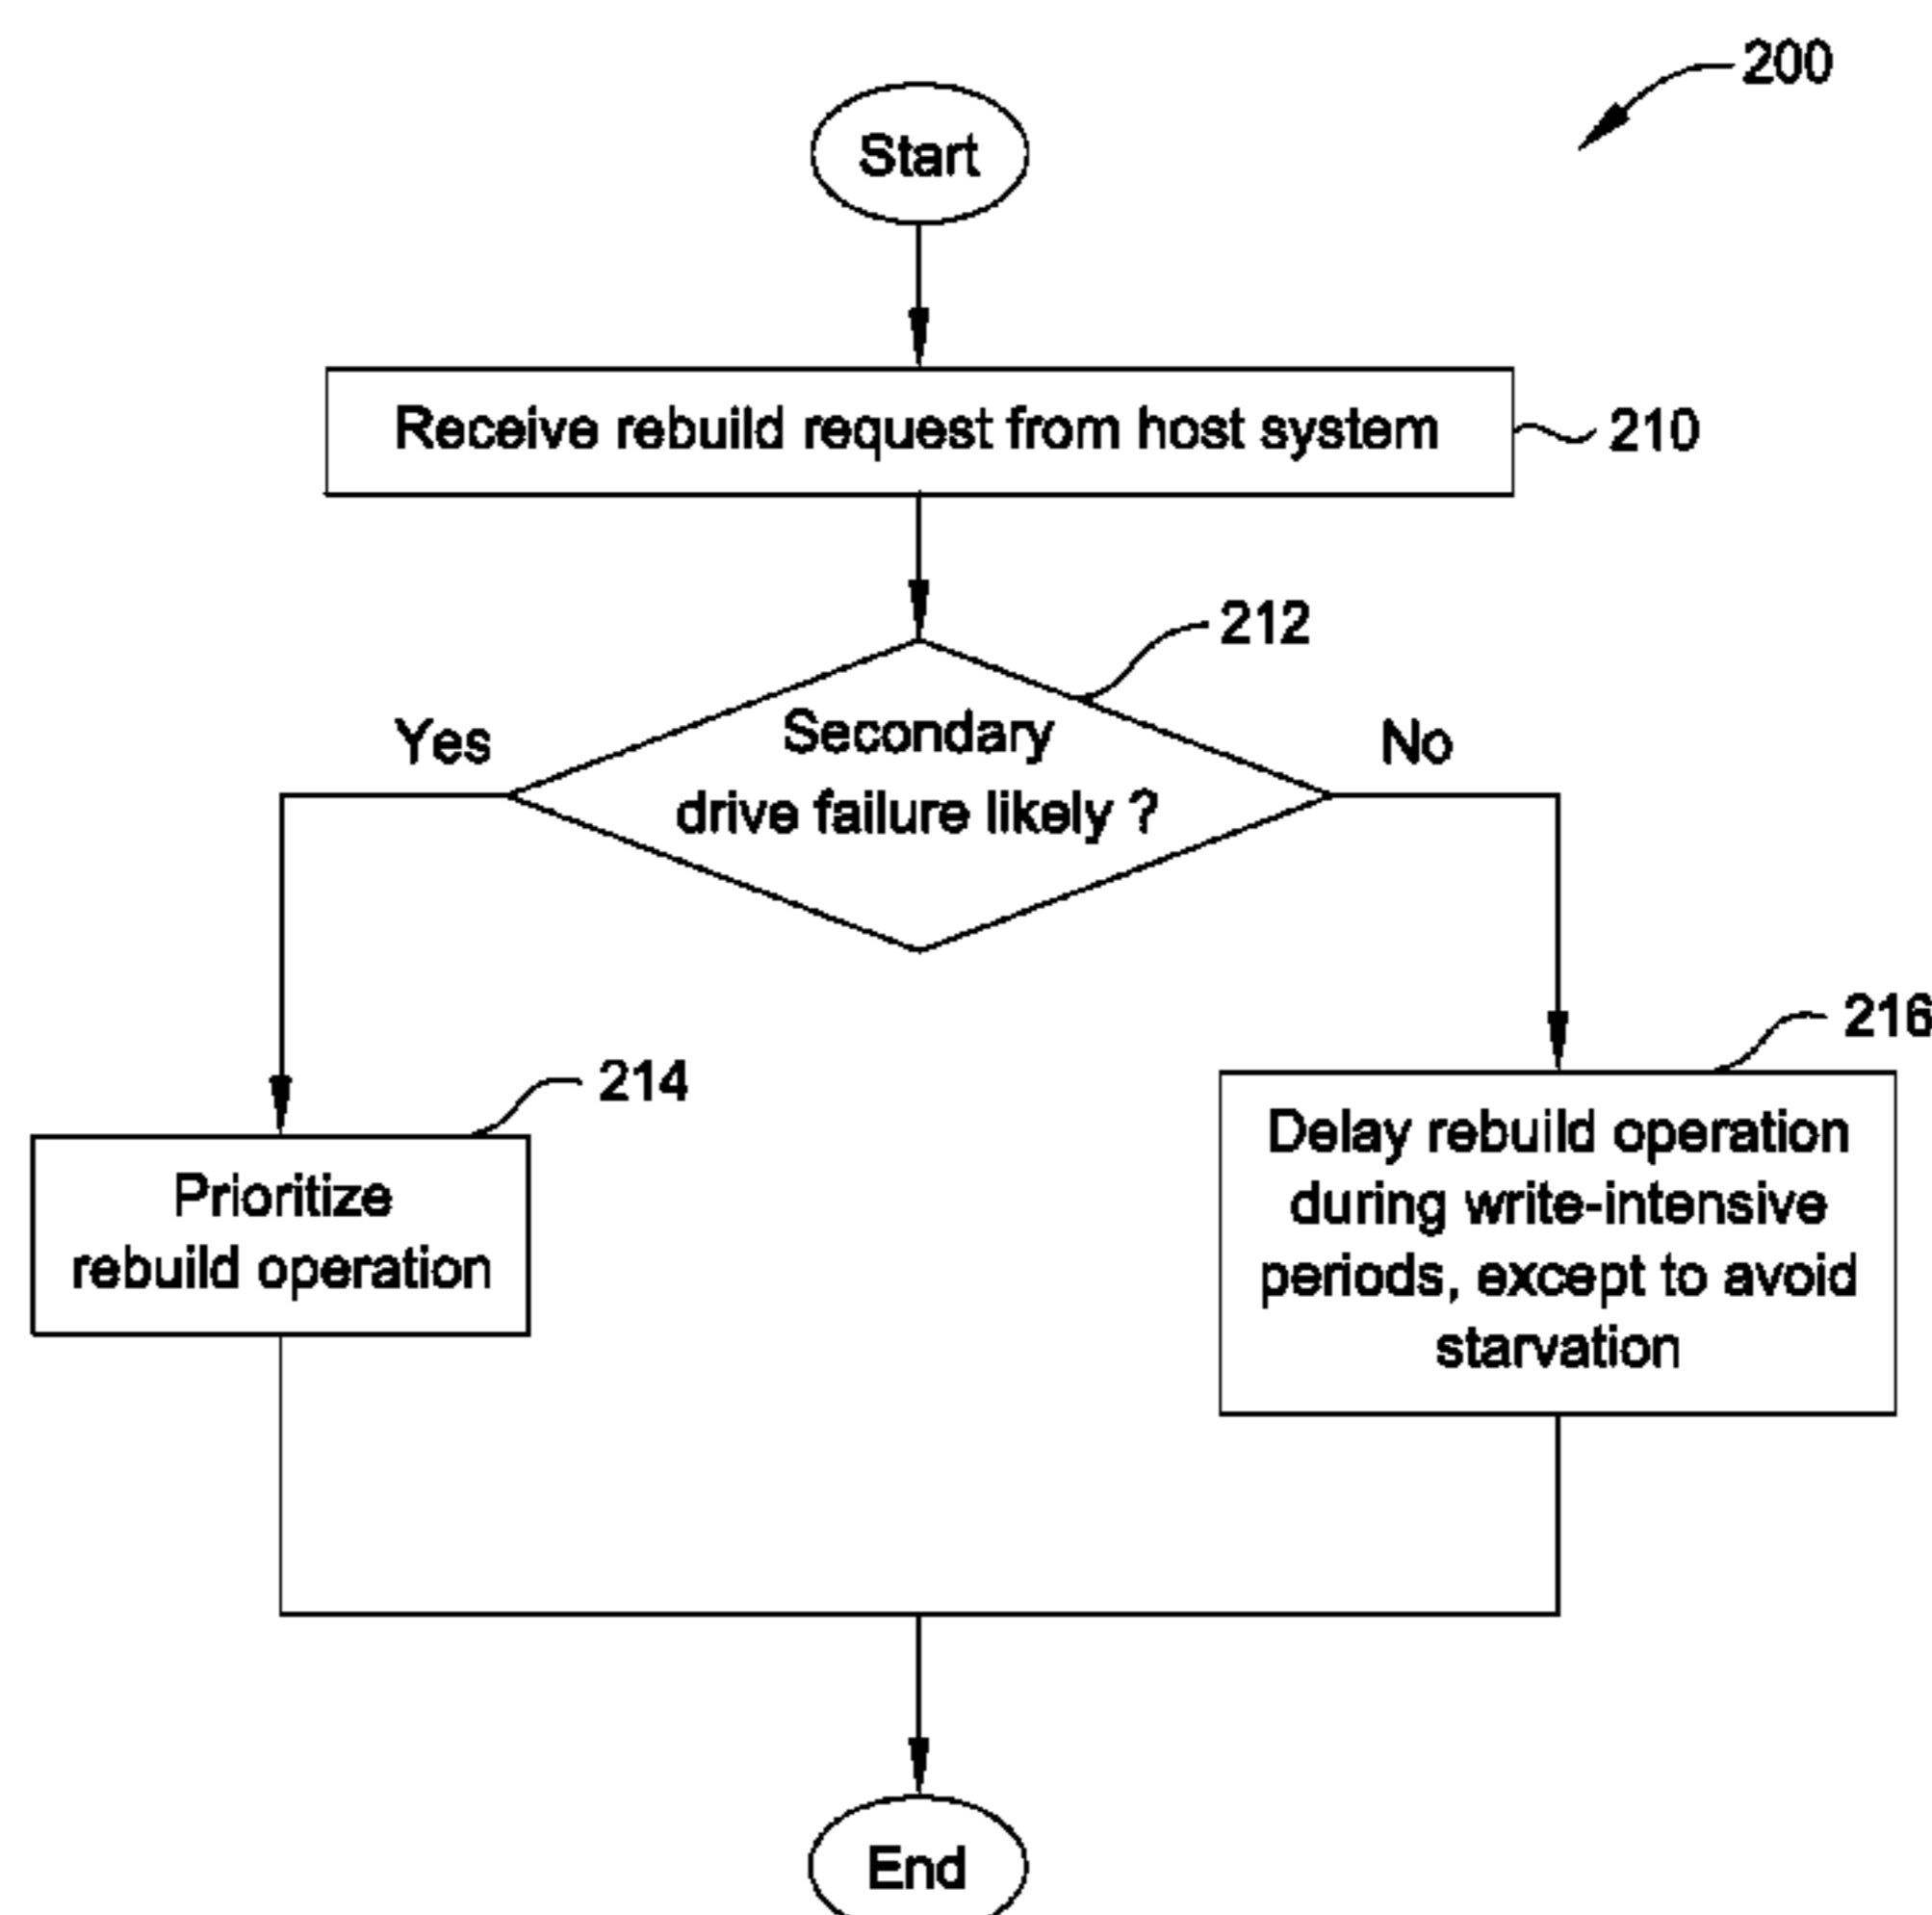 200
Start
Receive rebuild request from host system
210
212
Yes
Secondary
No
drive failure likely ?
216
214
Delay rebuild operation
during write-intensive
periods, except to avoid
starvation
Prioritize
rebuild operation
End